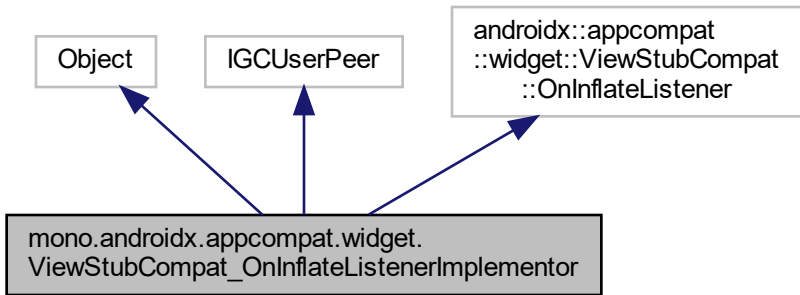 Object
IGCUserPeer
androidx::appcompat
::widget::ViewStubCompat
::OnInflateListener
mono.androidx.appcompat.widget.
ViewStubCompat_OnInflateListenerImplementor